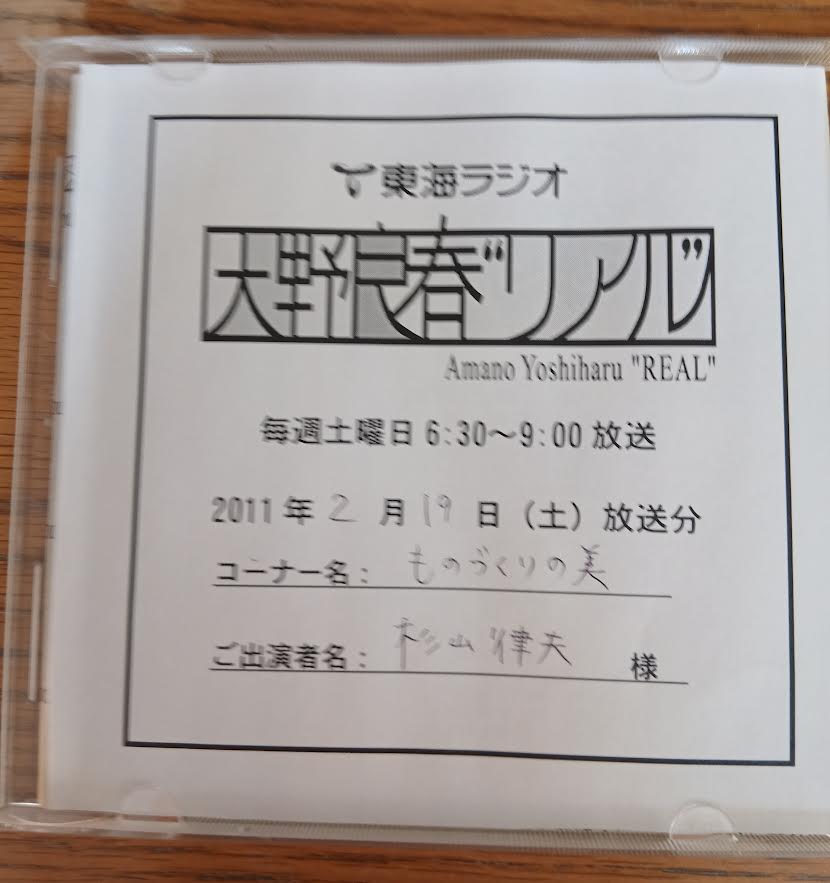 東海ラジオ
天野良春“リアル”
Amano Yoshiharu "REAL"
毎週土曜日 6:30～9:00 放送
2011 年 2 月 19 日（土）放送分
コーナー名： ものづくりの美
ご出演者名： 杉山 律夫 様